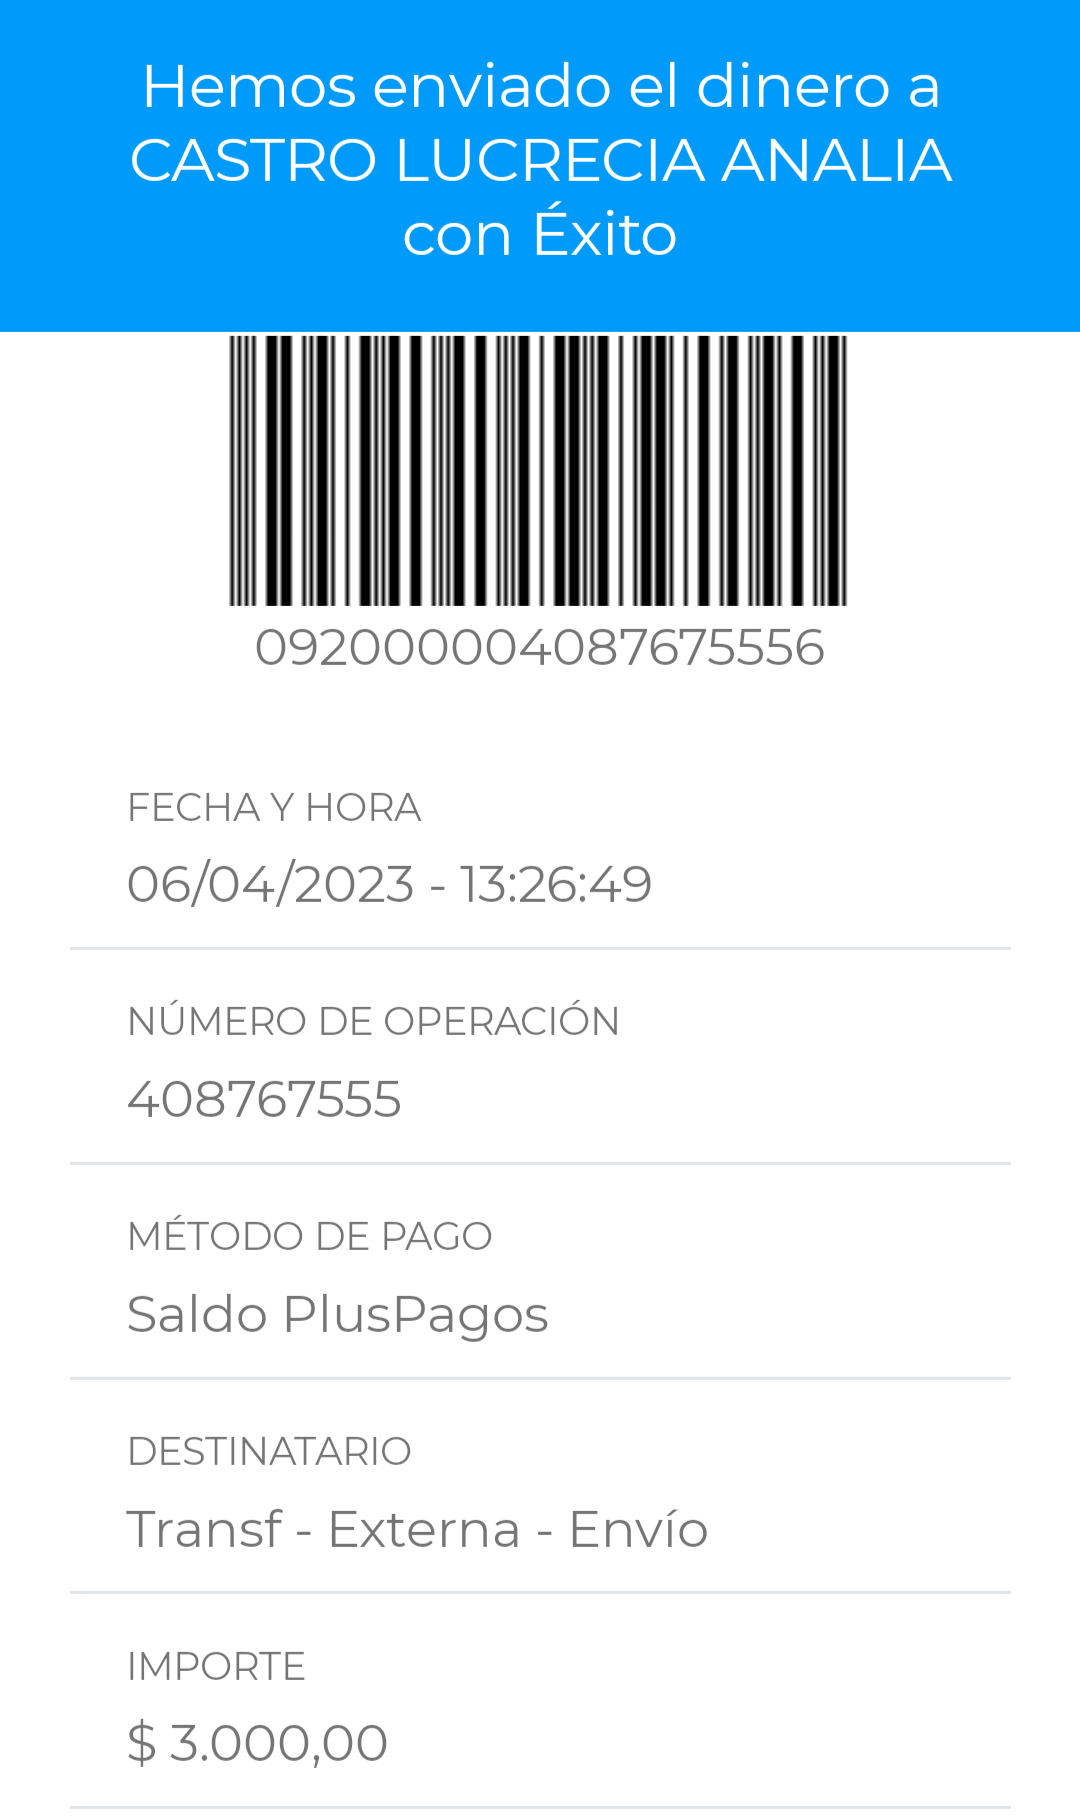 Hemos enviado el dinero a
CASTRO LUCRECIA ANALIA
con Éxito
092000004087675556
FECHA Y HORA
06/04/2023 - 13:26:49
NÚMERO DE OPERACIÓN
408767555
MÉTODO DE PAGO
Saldo PlusPagos
DESTINATARIO
Transf - Externa - Envío
IMPORTE
$ 3.000,00